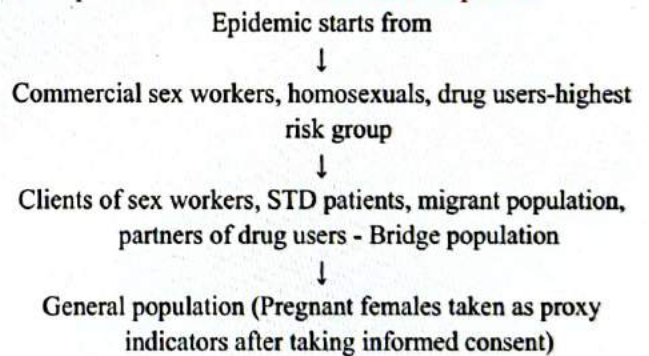 Epidemic starts from
↓
Commercial sex workers, homosexuals, drug users-highest
risk group
↓
Clients of sex workers, STD patients, migrant population,
partners of drug users - Bridge population
↓
General population (Pregnant females taken as proxy
indicators after taking informed consent)